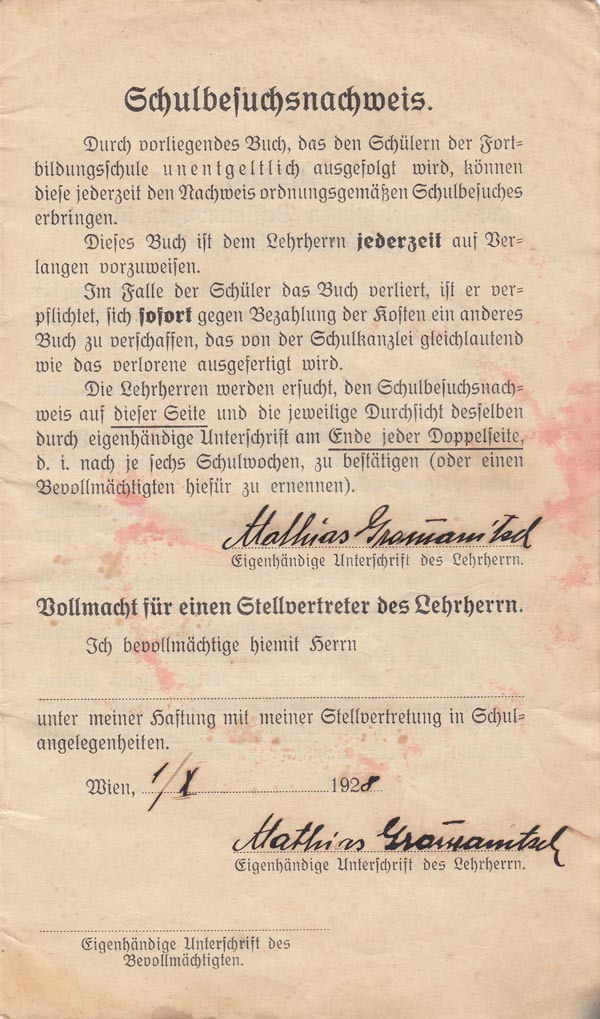 Schulbesuchsnachweis.
Durch vorliegendes Buch, das den Schülern der Fort-
bildungsschule unentgeltlich ausgefolgt wird, können
diese jederzeit den Nachweis ordnungsgemäßen Schulbesuches
erbringen.
Dieses Buch ist dem Lehrherrn jederzeit auf Ver-
langen vorzuweisen.
Im Falle der Schüler das Buch verliert, ist er ver-
pflichtet, sich sofort gegen Bezahlung der Kosten ein anderes
Buch zu verschaffen, das von der Schulkanzlei gleichlautend
wie das verlorene ausgefertigt wird.
Die Lehrherren werden ersucht, den Schulbesuchsnach-
weis auf dieser Seite und die jeweilige Durchsicht desselben
durch eigenhändige Unterschrift am Ende jeder Doppelseite,
d. i. nach je sechs Schulwochen, zu bestätigen (oder einen
Bevollmächtigten hiefür zu ernennen).
Mathias
Eigenhändige Unterschrift des Lehrherrn.
Vollmacht für einen Stellvertreter des Lehrherrn.
Ich bevollmächtige hiemit Herrn
unter meiner Haftung mit meiner Stellvertretung in Schul-
angelegenheiten.
Wien, 1/X 1928
Mathias
Eigenhändige Unterschrift des Lehrherrn.
Eigenhändige Unterschrift des
Bevollmächtigten.